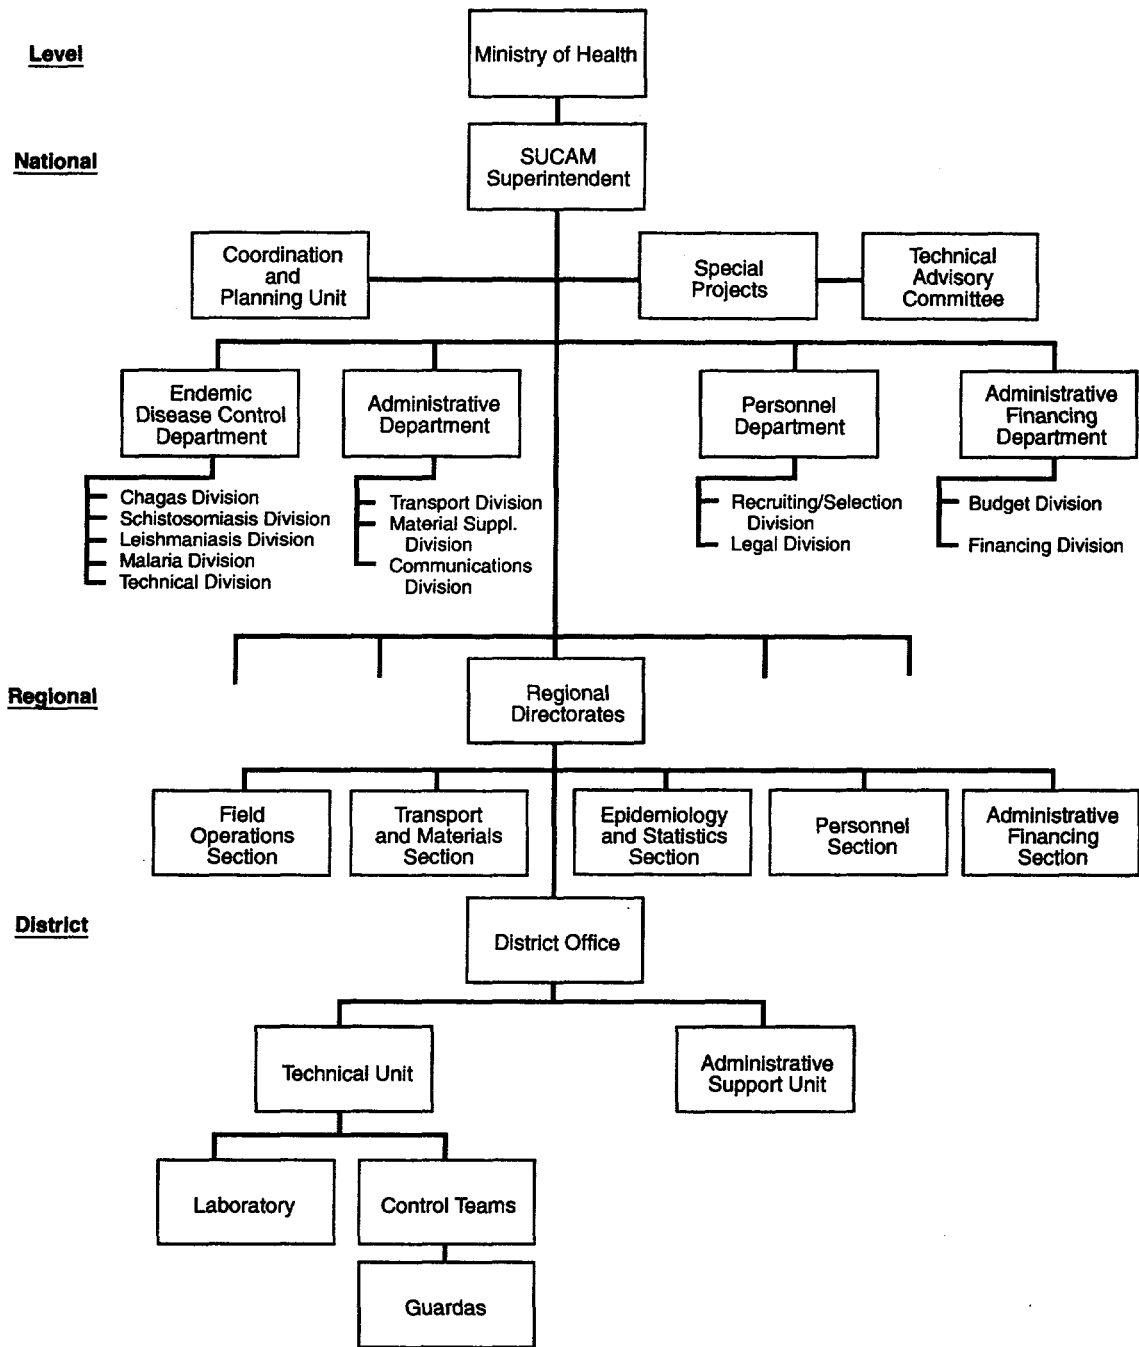 Level
Ministry of Health
National
SUCAM
Superintendent
Coordination
and
Planning Unit
Special
Projects
Technical
Advisory
Committee
Endemic
Disease Control
Department
Administrative
Department
Personnel
Department
Administrative
Financing
Department
Chagas Division
Schistosomiasis Division
Leishmaniasis Division
Malaria Division
Technical Division
Transport Division
Material Suppl.
Division
Communications
Division
Recruiting/Selection
Division
Legal Division
Budget Division
Financing Division
Regional
Regional
Directorates
Field
Operations
Section
Transport
and Materials
Section
Epidemiology
and Statistics
Section
Personnel
Section
Administrative
Financing
Section
District
District Office
Technical Unit
Administrative
Support Unit
Laboratory
Control Teams
Guardas